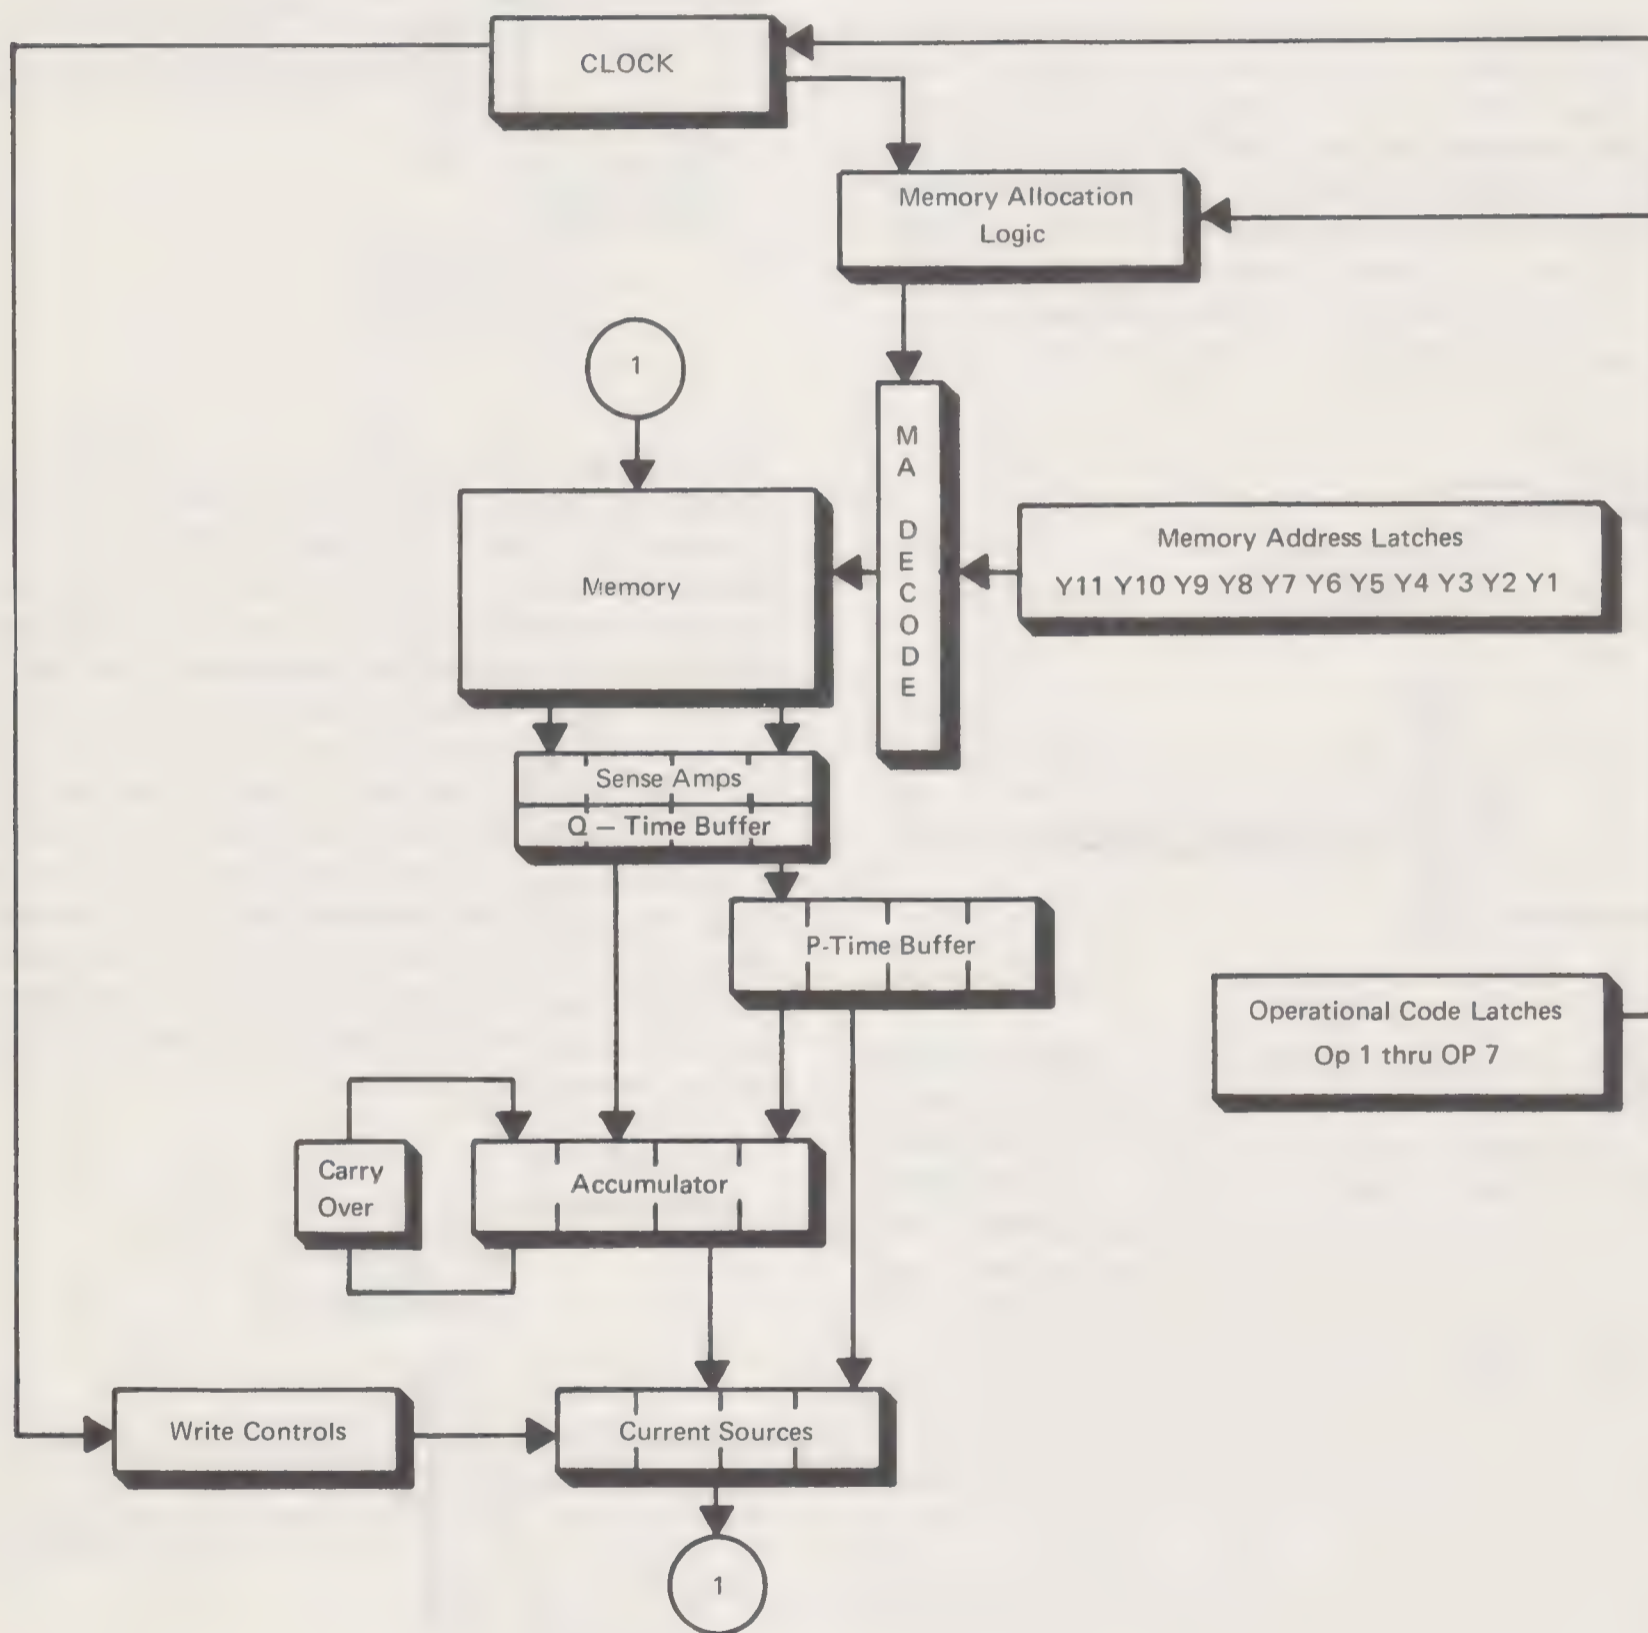 CLOCK
Memory Allocation
Logic
1
MA DECODE
Memory Address Latches
Y11 Y10 Y9 Y8 Y7 Y6 Y5 Y4 Y3 Y2 Y1
Memory
Sense Amps
Q – Time Buffer
P-Time Buffer
Operational Code Latches
Op 1 thru OP 7
Carry
Over
Accumulator
Write Controls
Current Sources
1